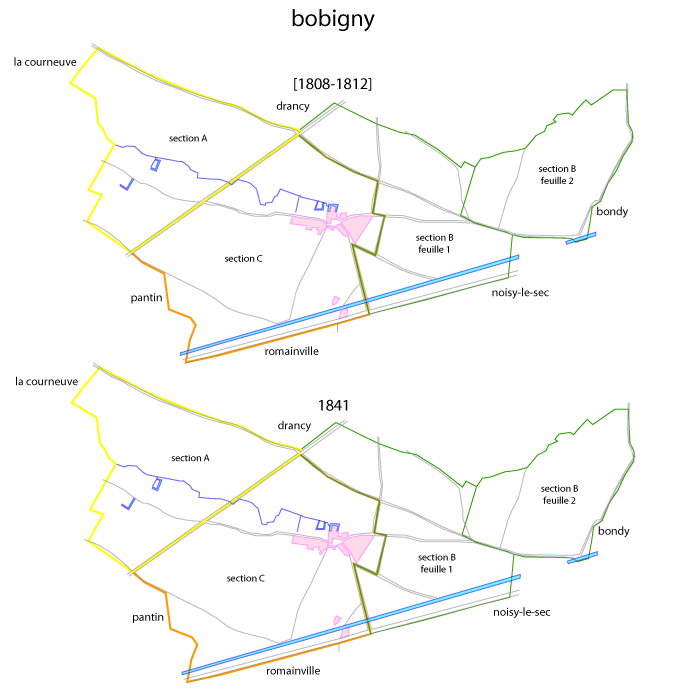 bobigny
la courneuve
[1808-1812]
drancy
section A
section B
feuille 2
bondy
section B
feuille 1
section C
noisy-le-sec
pantin
romainville
la courneuve
1841
drancy
section A
section B
feuille 2
bondy
section B
feuille 1
section C
noisy-le-sec
pantin
romainville